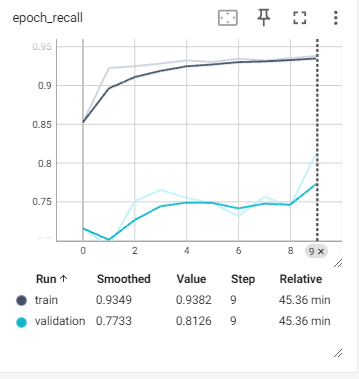 epoch_recall
0.95
0.9
0.85
0.8
0.75
0.7
0 2 4 6 8 9 ×
Run ↑ Smoothed Value Step Relative
train 0.9349 0.9382 9 45.36 min
validation 0.7733 0.8126 9 45.36 min